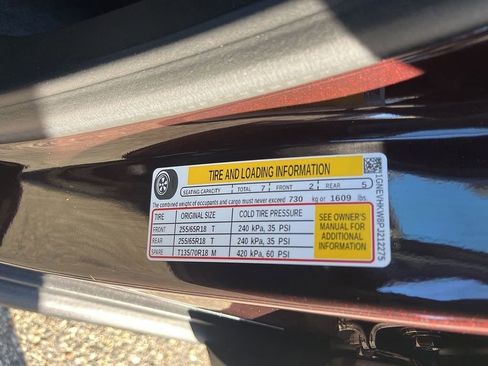 TIRE AND LOADING INFORMATION
SEATING CAPACITY TOTAL 7 FRONT 2 REAR 5
The combined weight of occupants and cargo must never exceed 730 kg or 1609 lbs
TIRE ORIGINAL SIZE COLD TIRE PRESSURE
FRONT 255/65R18 T 240 kPa, 35 PSI
REAR 255/65R18 T 240 kPa, 35 PSI
SPARE T135/70R18 M 420 kPa, 60 PSI
SEE OWNER'S
MANUAL FOR
ADDITIONAL
INFORMATION
1GNEVHKW8PJ212275